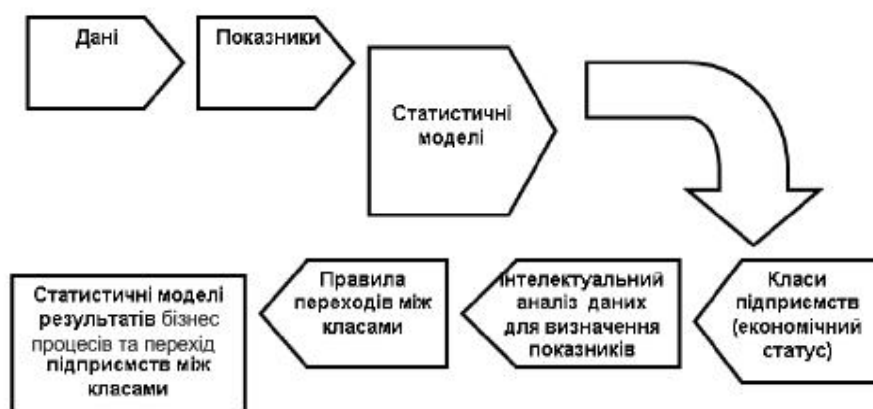 Дані
Показники
Статистичні
моделі
Класи
підприємств
(економічний
статус)
Інтелектуальний
аналіз даних
для визначення
показників
Правила
переходів між
класами
Статистичні моделі
результатів бізнес
процесів та перехід
підприємств між
класами